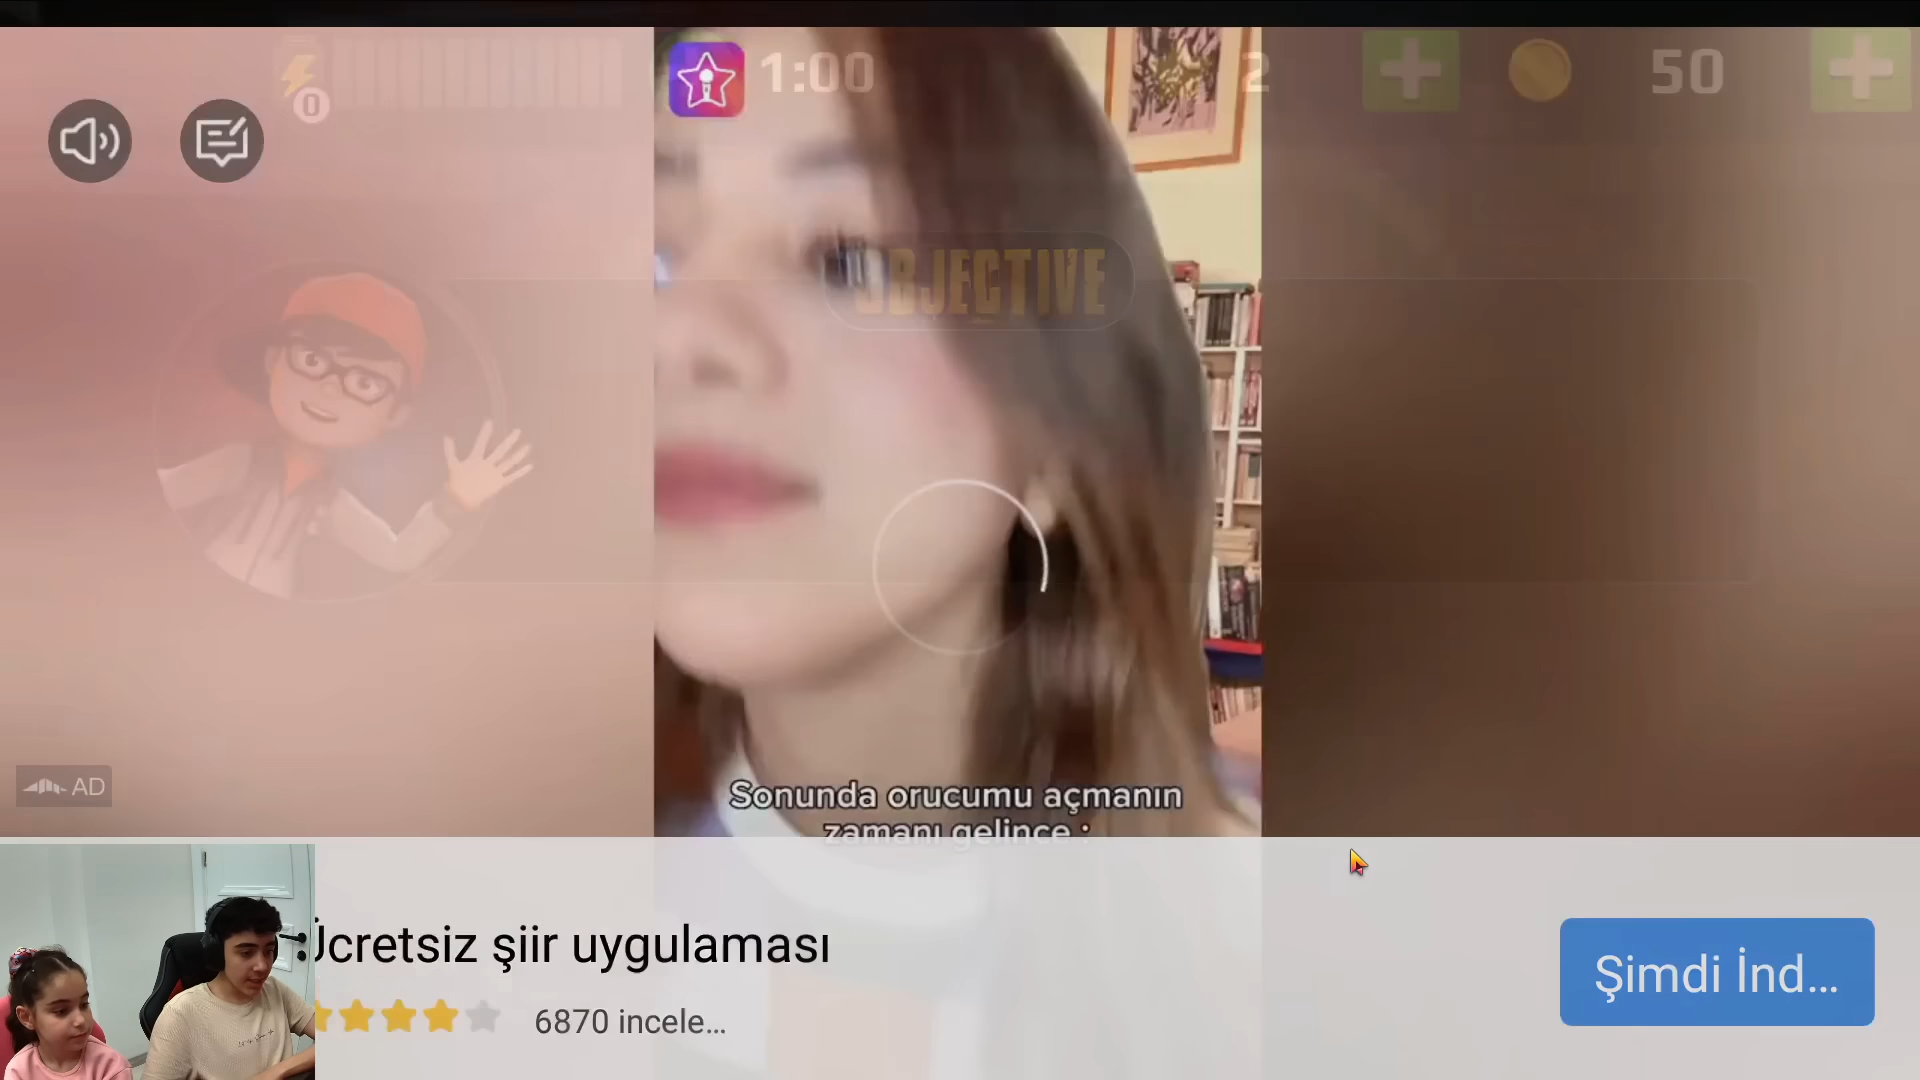 1:00
2
50
0
OBJECTIVE
AD
Sonunda orucumu açmanın
zamanı gelince :
Ücretsiz şiir uygulaması
6870 incele...
Şimdi İnd...